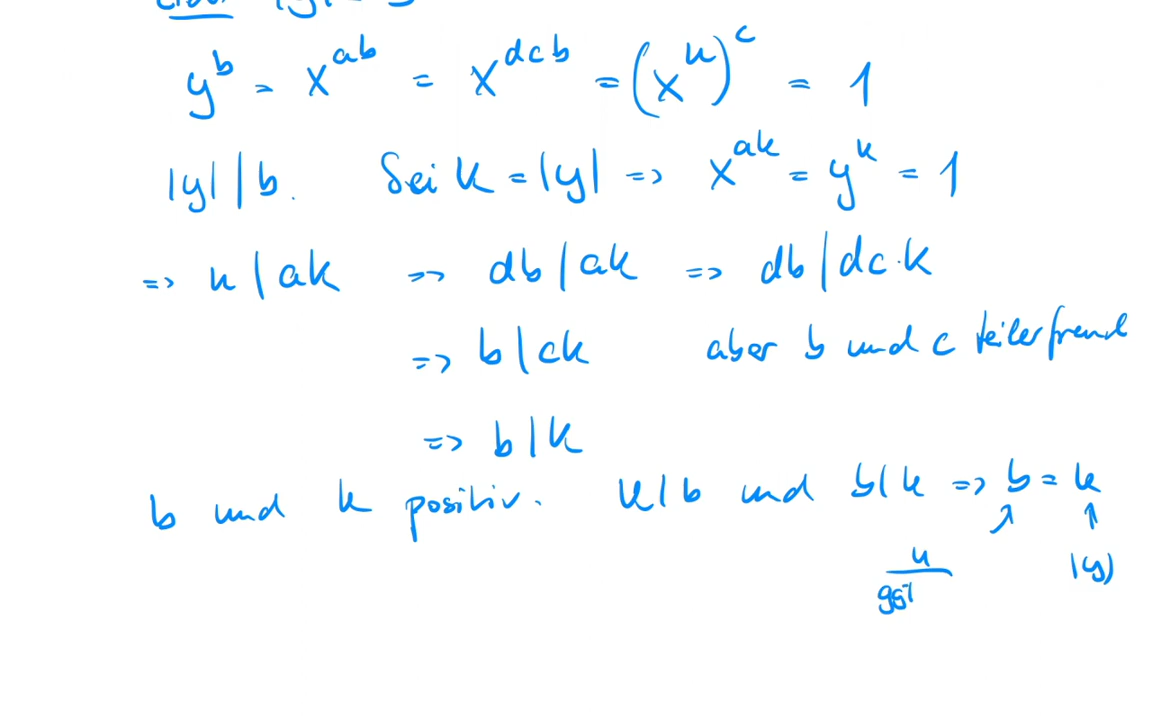 y^b = x^{ab} = x^{dcb} = (x^n)^c = 1
|y| | b. Sei k = |y| => x^{ak} = y^k = 1
=> n | ak => db | ak => db | dc·k
=> b | ck aber b und c teilerfremd
=> b | k
b und k positiv. k | b und b | k => b = k
↗ ↑
n |y|
ggT